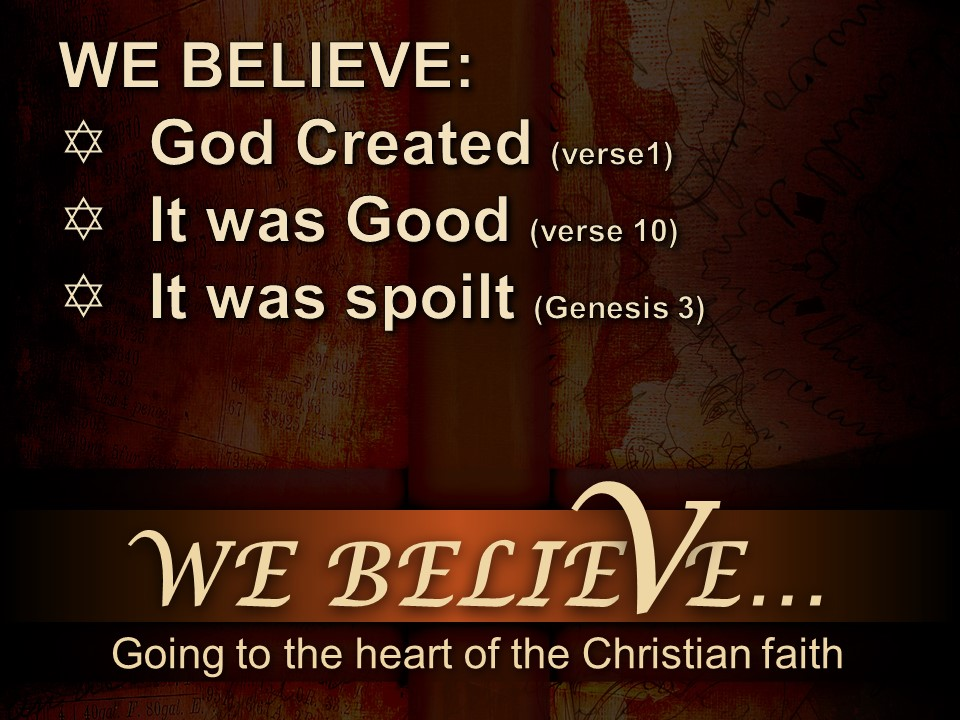 WE BELIEVE:
✡ God Created (verse1)
✡ It was Good (verse 10)
✡ It was spoilt (Genesis 3)
WE BELIEVE...
Going to the heart of the Christian faith